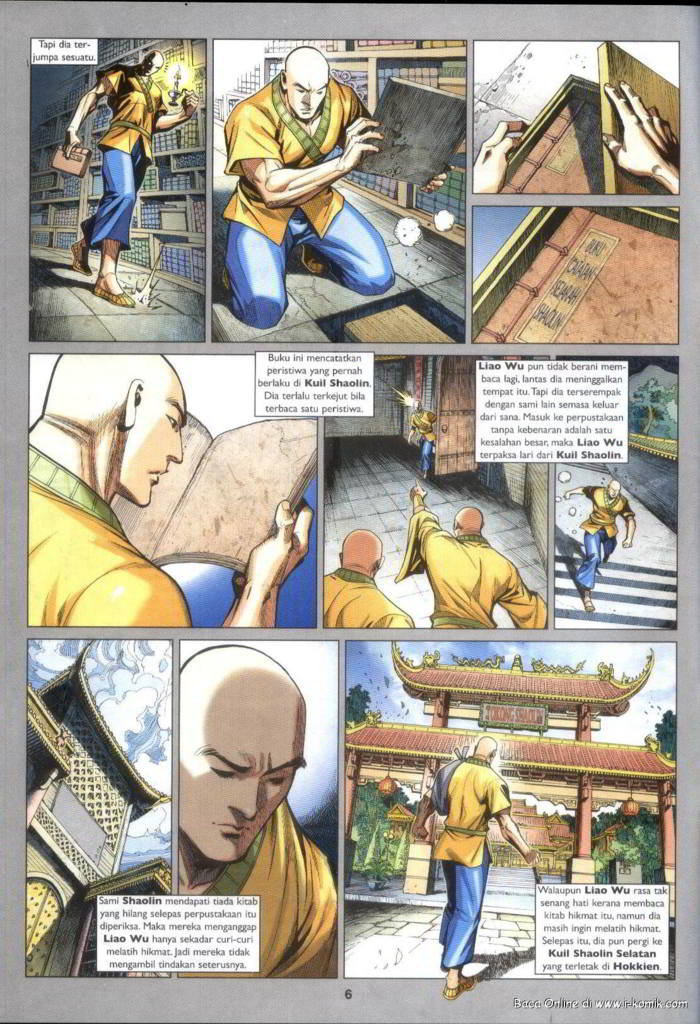 Tapi dia ter-
jumpa sesuatu.
BUKU
CATATAN
SEJARAH
SHAOLIN
Buku ini mencatatkan
peristiwa yang pernah
berlaku di Kuil Shaolin.
Dia terlalu terkejut bila
terbaca satu peristiwa.
Liao Wu pun tidak berani mem-
baca lagi, lantas dia meninggalkan
tempat itu. Tapi dia terserempak
dengan sami lain semasa keluar
dari sana. Masuk ke perpustakaan
tanpa kebenaran adalah satu
kesalahan besar, maka Liao Wu
terpaksa lari dari Kuil Shaolin.
Sami Shaolin mendapati tiada kitab
yang hilang selepas perpustakaan itu
diperiksa. Maka mereka menganggap
Liao Wu hanya sekadar curi-curi
melatih hikmat. Jadi mereka tidak
mengambil tindakan seterusnya.
Walaupun Liao Wu rasa tak
senang hati kerana membaca
kitab hikmat itu, namun dia
masih ingin melatih hikmat.
Selepas itu, dia pun pergi ke
Kuil Shaolin Selatan
yang terletak di Hokkien.
6
Baca Online di www.i-komik.com